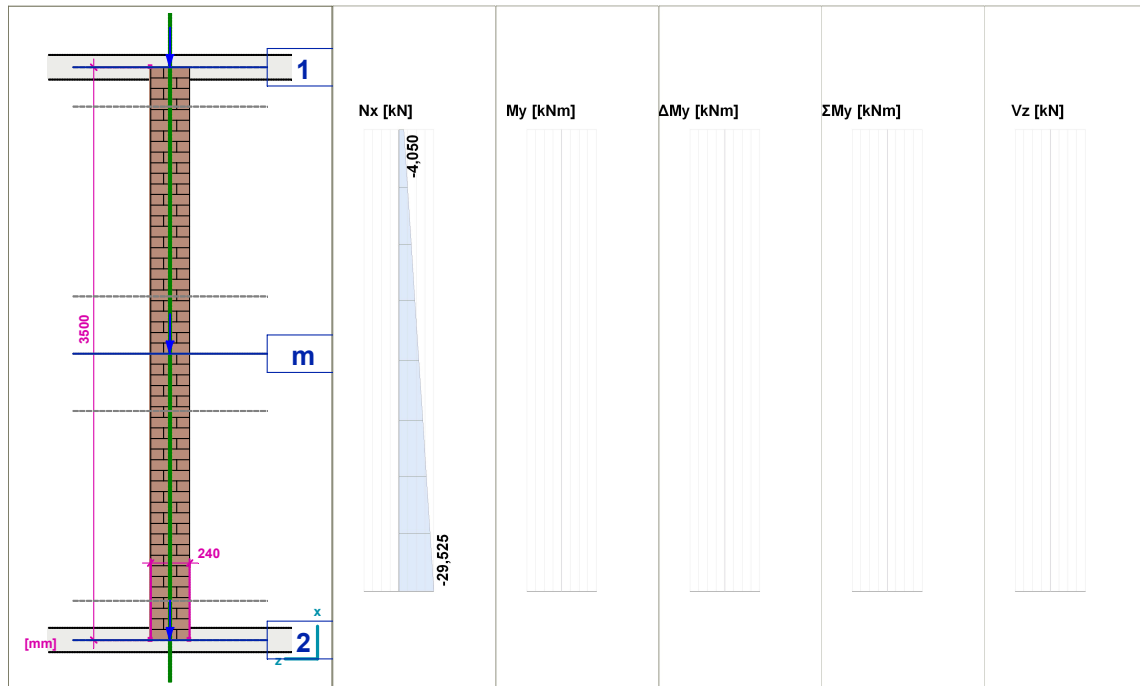 1
Nx [kN]
My [kNm]
ΔMy [kNm]
ΣMy [kNm]
Vz [kN]
-4,050
3500
m
-29,525
240
x
[mm]
2
z